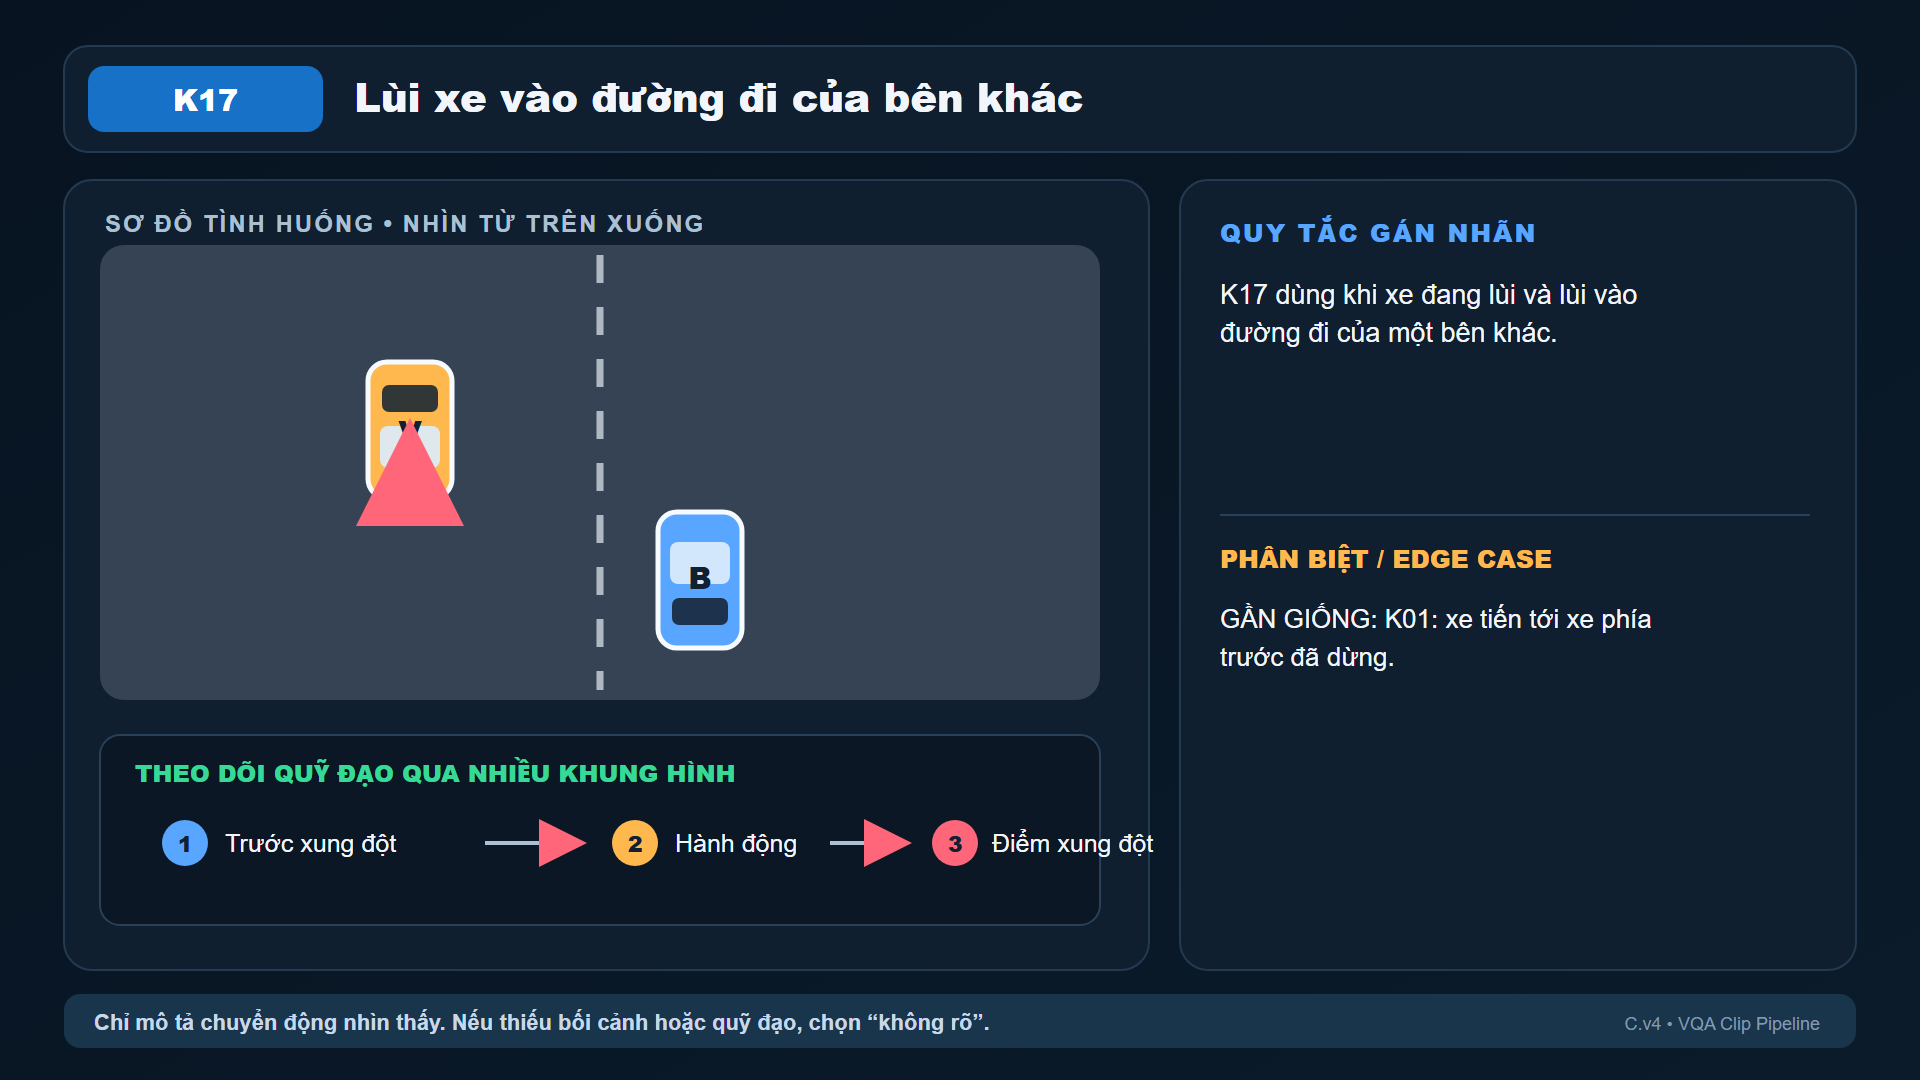 K17
Lùi xe vào đường đi của bên khác
SƠ ĐỒ TÌNH HUỐNG • NHÌN TỪ TRÊN XUỐNG
B
THEO DÕI QUỸ ĐẠO QUA NHIỀU KHUNG HÌNH
1 Trước xung đột
2 Hành động
3 Điểm xung đột
QUY TẮC GÁN NHÃN
K17 dùng khi xe đang lùi và lùi vào
đường đi của một bên khác.
PHÂN BIỆT / EDGE CASE
GẦN GIỐNG: K01: xe tiến tới xe phía
trước đã dừng.
Chỉ mô tả chuyển động nhìn thấy. Nếu thiếu bối cảnh hoặc quỹ đạo, chọn “không rõ”.
C.v4 • VQA Clip Pipeline